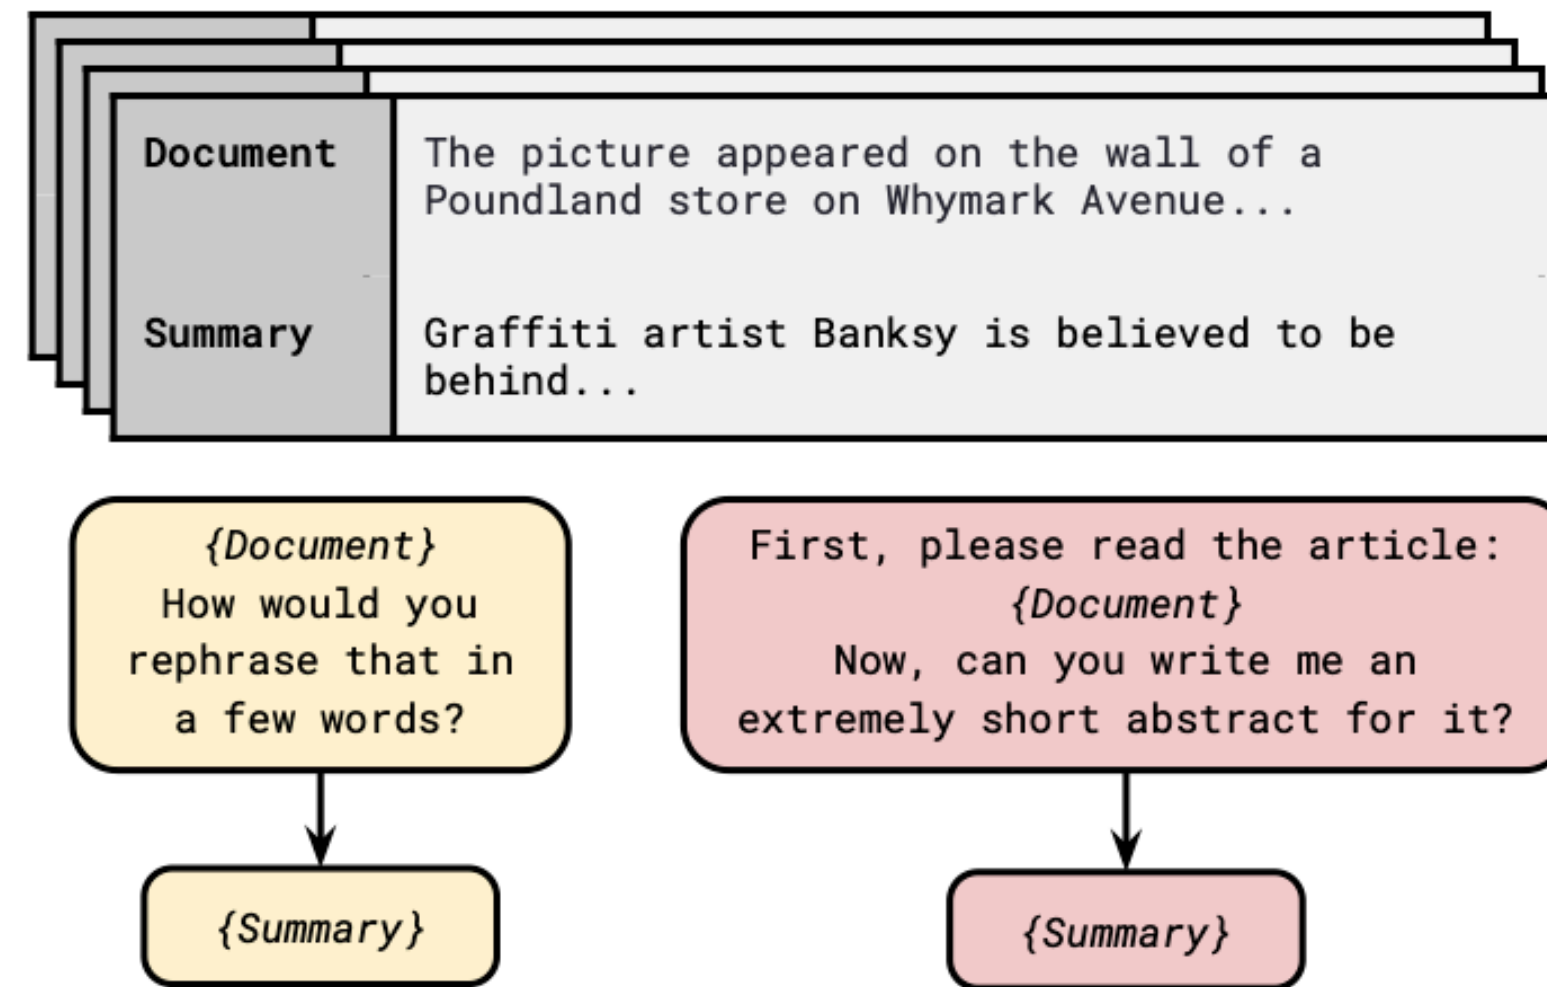 Document
The picture appeared on the wall of a
Poundland store on Whymark Avenue...
Summary
Graffiti artist Banksy is believed to be
behind...
{Document}
How would you
rephrase that in
a few words?
{Summary}
First, please read the article:
{Document}
Now, can you write me an
extremely short abstract for it?
{Summary}